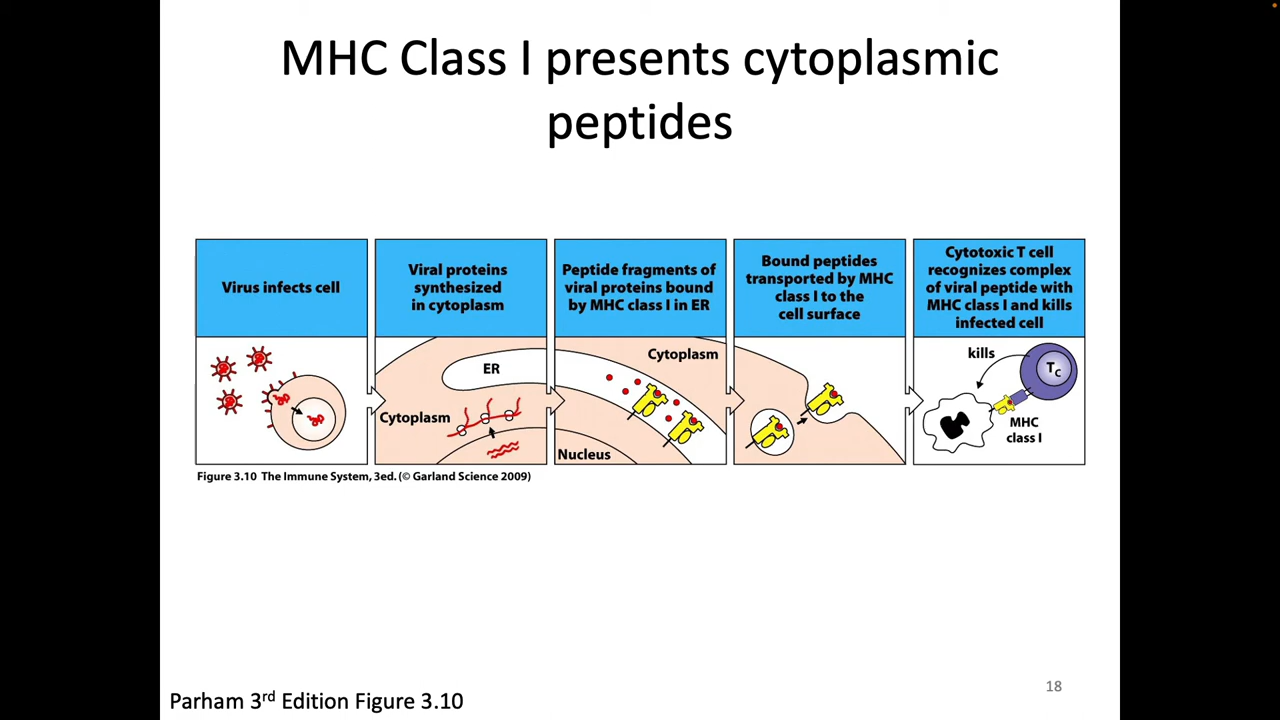 MHC Class I presents cytoplasmic
peptides
Virus infects cell
Viral proteins
synthesized
in cytoplasm
Peptide fragments of
viral proteins bound
by MHC class I in ER
Bound peptides
transported by MHC
class I to the
cell surface
Cytotoxic T cell
recognizes complex
of viral peptide with
MHC class I and kills
infected cell
ER
Cytoplasm
Cytoplasm
Nucleus
kills
TC
MHC
class I
Figure 3.10 The Immune System, 3ed. (© Garland Science 2009)
18
Parham 3rd Edition Figure 3.10